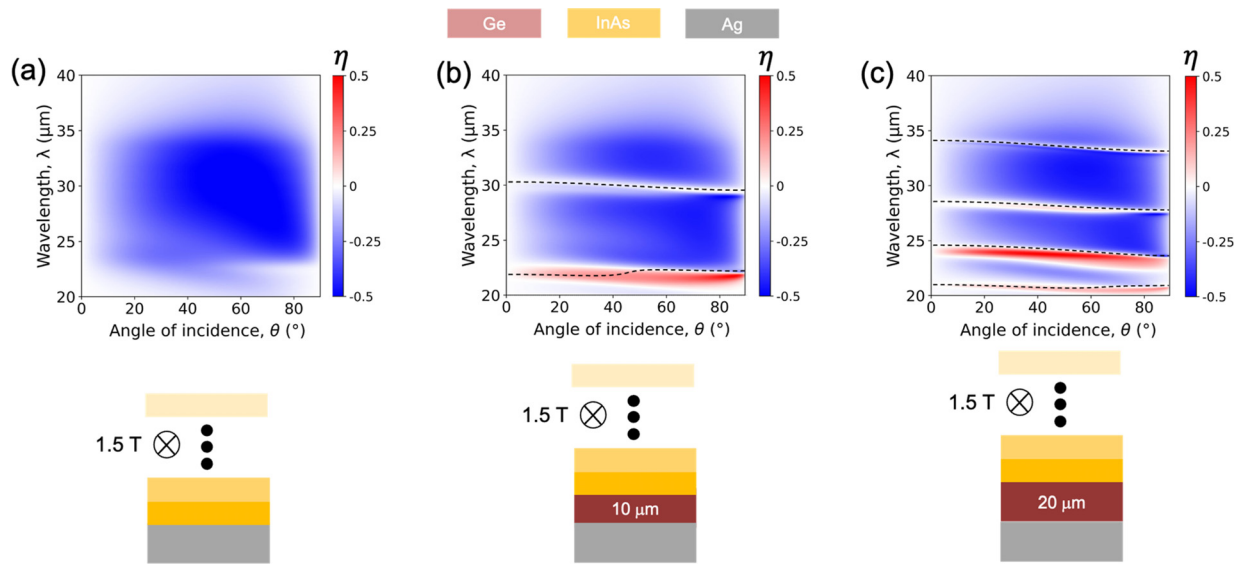 Ge InAs Ag
(a) η
40
35
30
25
20
0 20 40 60 80
Wavelength, λ (μm)
Angle of incidence, θ (°)
0.5
0.25
0
-0.25
-0.5
1.5 T
(b) η
40
35
30
25
20
0 20 40 60 80
Wavelength, λ (μm)
Angle of incidence, θ (°)
0.5
0.25
0
-0.25
-0.5
1.5 T
10 μm
(c) η
40
35
30
25
20
0 20 40 60 80
Wavelength, λ (μm)
Angle of incidence, θ (°)
0.5
0.25
0
-0.25
-0.5
1.5 T
20 μm